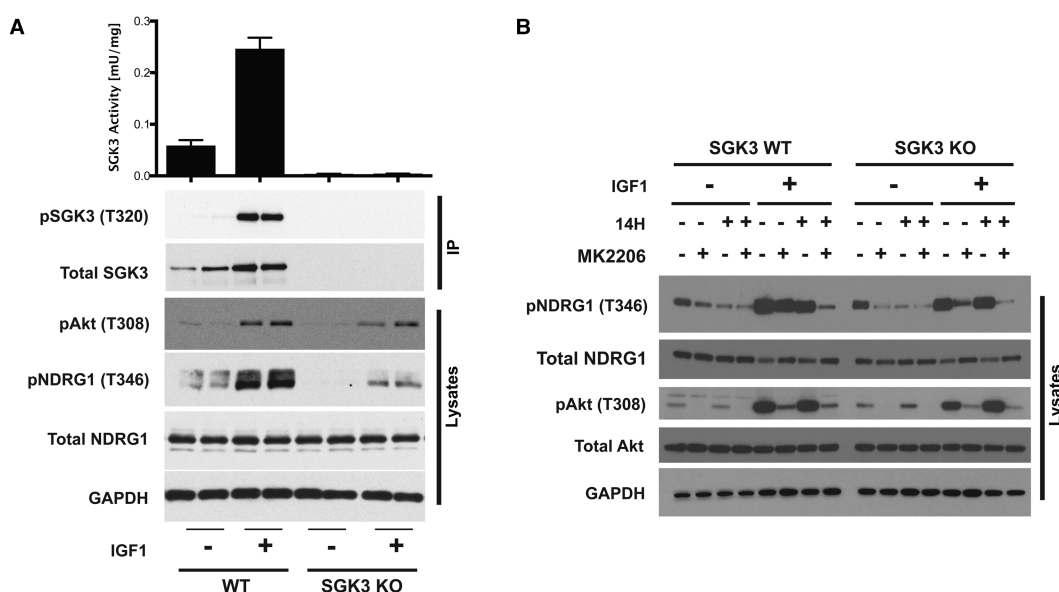 A
SGK3 Activity [mU/mg]
0.3
0.2
0.1
0.0
pSGK3 (T320)
Total SGK3
IP
pAkt (T308)
pNDRG1 (T346)
Total NDRG1
GAPDH
Lysates
IGF1 - + - +
WT SGK3 KO
B
SGK3 WT SGK3 KO
IGF1 - + - +
14H - - + + - - + + - - + + - - + +
MK2206 - + - + - + - + - + - + - + - +
pNDRG1 (T346)
Total NDRG1
pAkt (T308)
Total Akt
GAPDH
Lysates